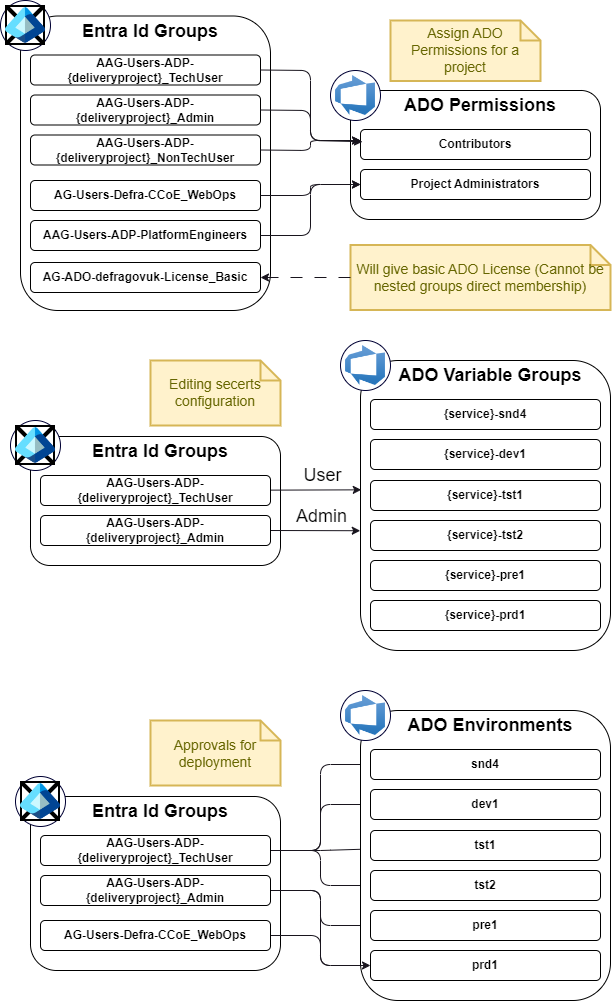 Entra Id Groups
AAG-Users-ADP-
{deliveryproject}_TechUser
AAG-Users-ADP-
{deliveryproject}_Admin
AAG-Users-ADP-
{deliveryproject}_NonTechUser
AG-Users-Defra-CCoE_WebOps
AAG-Users-ADP-PlatformEngineers
AG-ADO-defragovuk-License_Basic
Assign ADO
Permissions for a
project
ADO Permissions
Contributors
Project Administrators
Will give basic ADO License (Cannot be
nested groups direct membership)
Editing secerts
configuration
Entra Id Groups
AAG-Users-ADP-
{deliveryproject}_TechUser
AAG-Users-ADP-
{deliveryproject}_Admin
User
Admin
ADO Variable Groups
{service}-snd4
{service}-dev1
{service}-tst1
{service}-tst2
{service}-pre1
{service}-prd1
Approvals for
deployment
Entra Id Groups
AAG-Users-ADP-
{deliveryproject}_TechUser
AAG-Users-ADP-
{deliveryproject}_Admin
AG-Users-Defra-CCoE_WebOps
ADO Environments
snd4
dev1
tst1
tst2
pre1
prd1